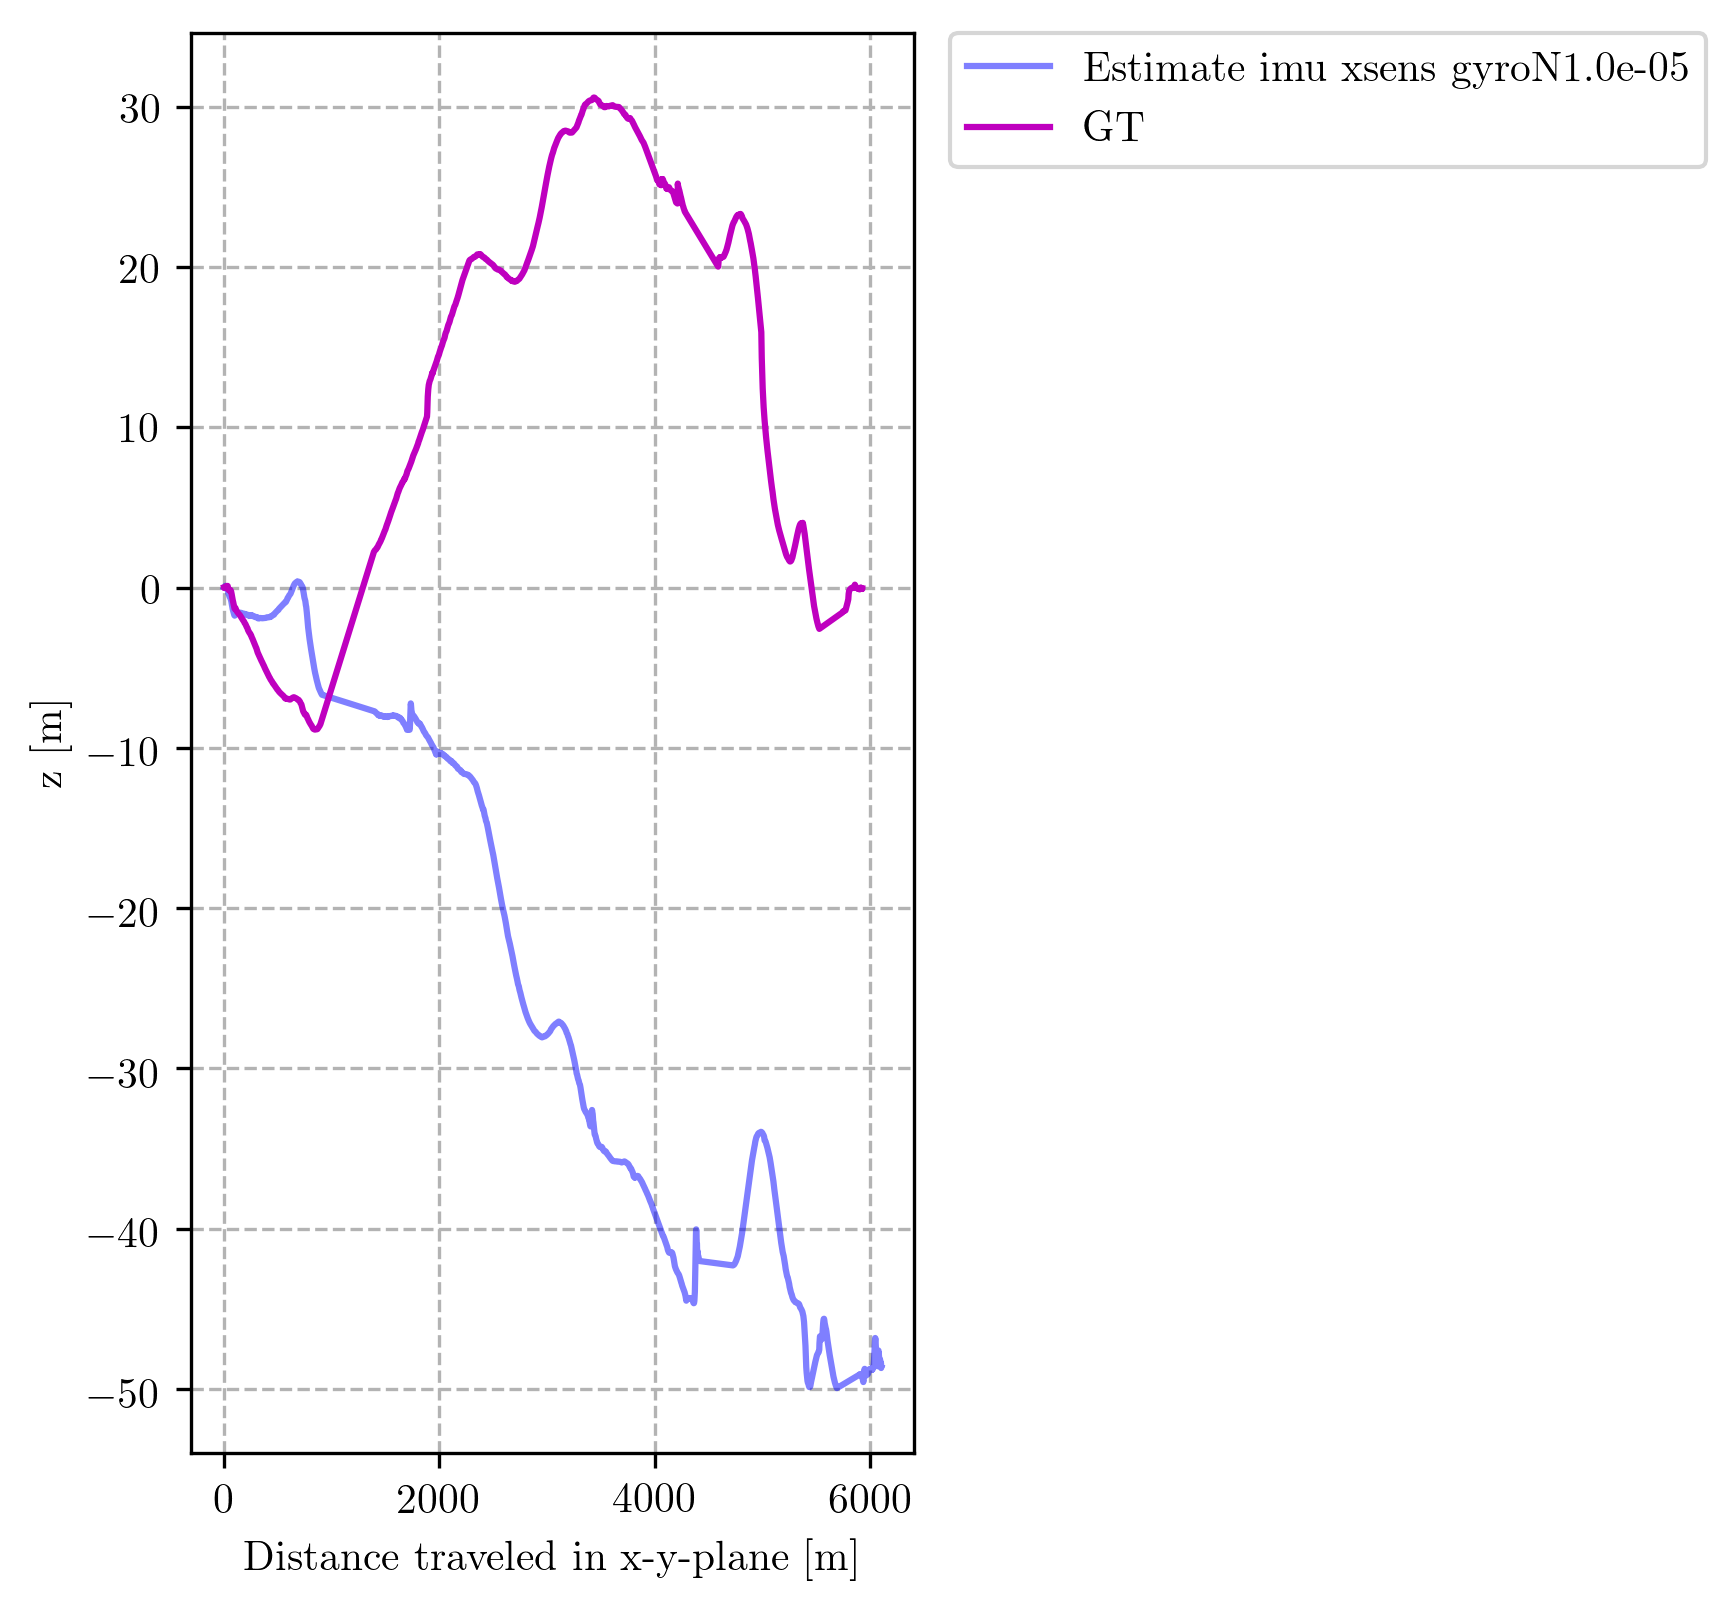 Estimate imu xsens gyroN1.0e-05
GT
30
20
10
0
−10
−20
−30
−40
−50
z [m]
0 2000 4000 6000
Distance traveled in x-y-plane [m]